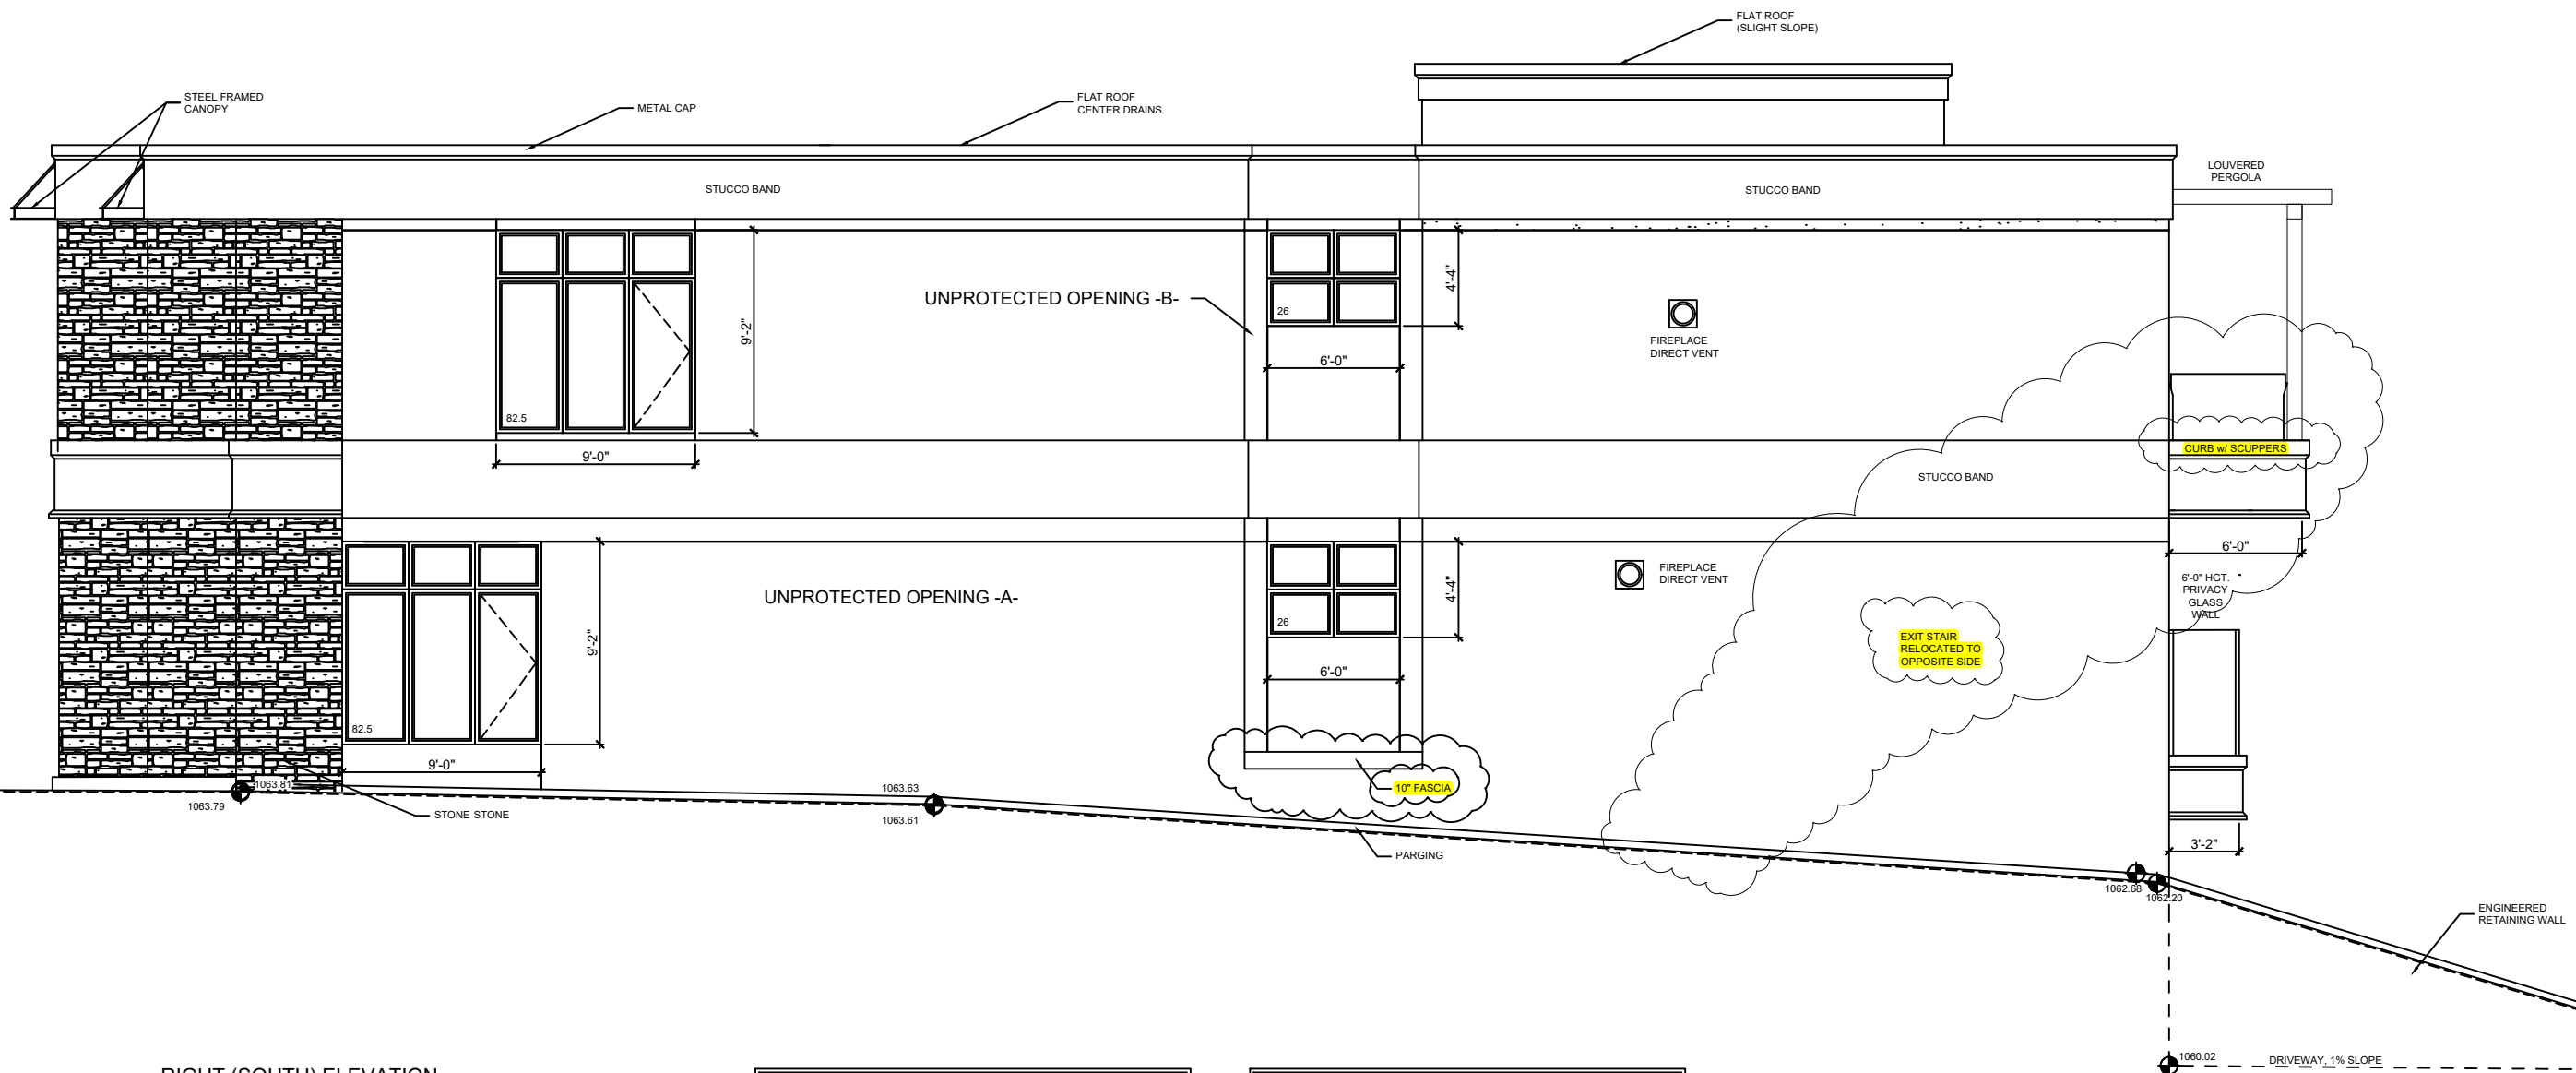 FLAT ROOF
(SLIGHT SLOPE)
STEEL FRAMED
CANOPY
METAL CAP
FLAT ROOF
CENTER DRAINS
STUCCO BAND
STUCCO BAND
LOUVERED
PERGOLA
UNPROTECTED OPENING -B-
9'-2"
4'-4"
26
6'-0"
FIREPLACE
DIRECT VENT
82.5
9'-0"
CURB w/ SCUPPERS
STUCCO BAND
6'-0"
UNPROTECTED OPENING -A-
9'-2"
4'-4"
26
6'-0"
FIREPLACE
DIRECT VENT
6'-0" HGT.
PRIVACY
GLASS
WALL
EXIT STAIR
RELOCATED TO
OPPOSITE SIDE
82.5
9'-0"
1063.81
1063.79
STONE STONE
1063.63
1063.61
10" FASCIA
PARGING
3'-2"
1062.68
1062.20
ENGINEERED
RETAINING WALL
1060.02
DRIVEWAY, 1% SLOPE
RIGHT (SOUTH) ELEVATION